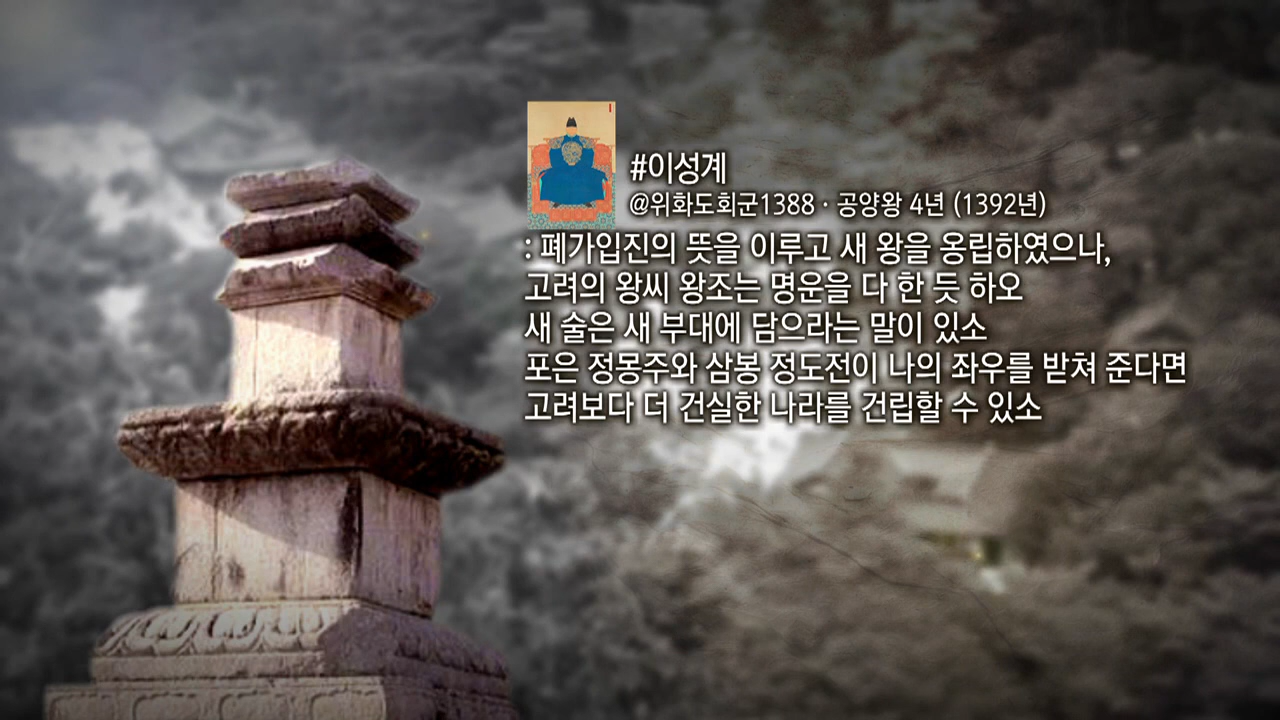 #이성계
@위화도회군1388 · 공양왕 4년 (1392년)
: 폐가입진의 뜻을 이루고 새 왕을 옹립하였으나,
고려의 왕씨 왕조는 명운을 다 한 듯 하오
새 술은 새 부대에 담으라는 말이 있소
포은 정몽주와 삼봉 정도전이 나의 좌우를 받쳐 준다면
고려보다 더 건실한 나라를 건립할 수 있소